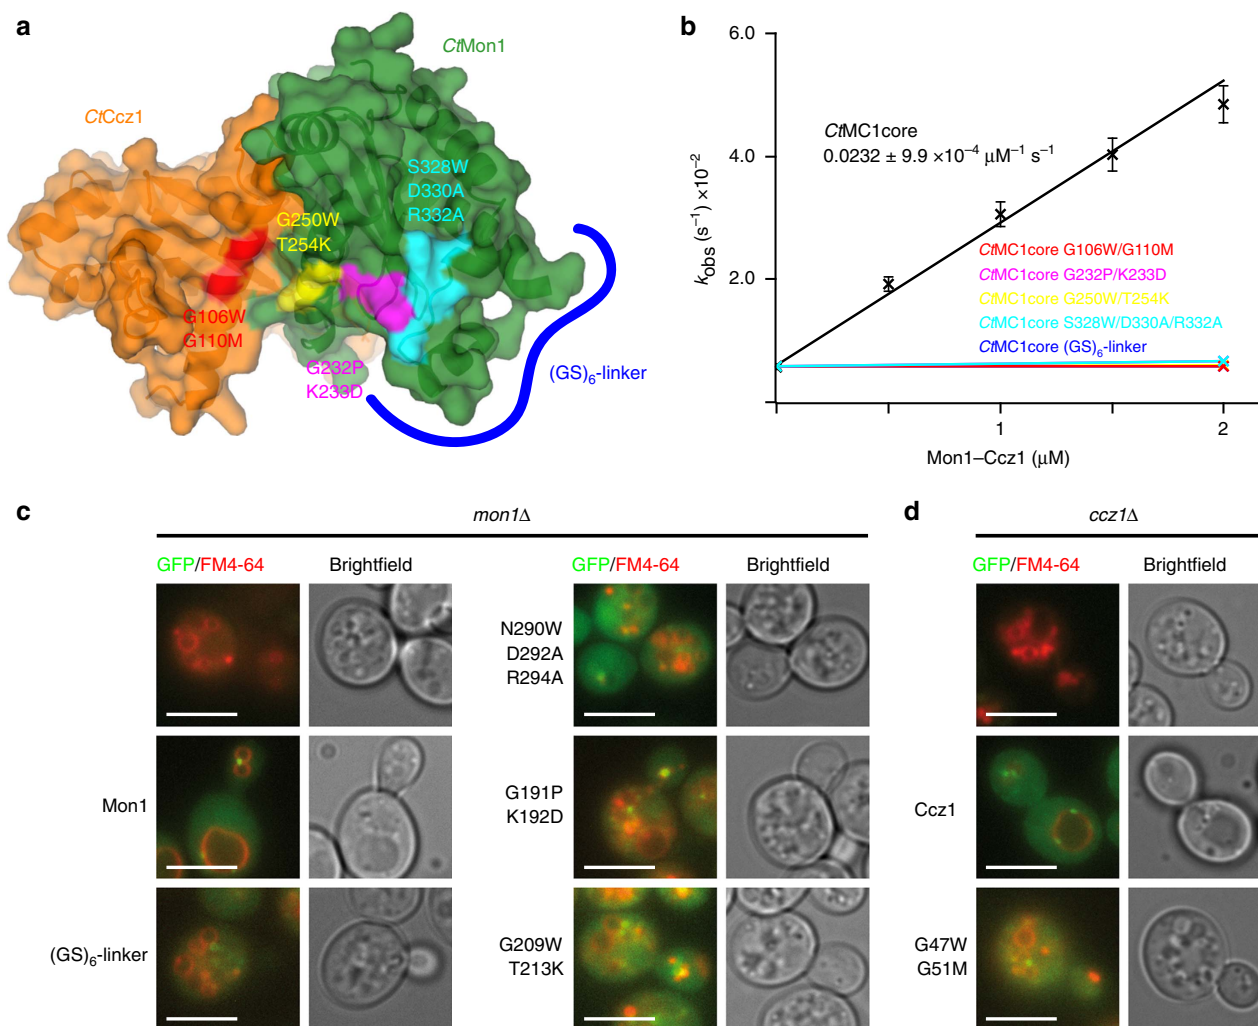 a
CtMon1
CtCcz1
S328W
D330A
R332A
G250W
T254K
G106W
G110M
G232P
K233D
(GS)6-linker
b
6.0
4.0
2.0
kobs (s−1) ×10−2
CtMC1core
0.0232 ± 9.9 ×10−4 μM−1 s−1
CtMC1core G106W/G110M
CtMC1core G232P/K233D
CtMC1core G250W/T254K
CtMC1core S328W/D330A/R332A
CtMC1core (GS)6-linker
1
2
Mon1–Ccz1 (μM)
c
mon1Δ
GFP/FM4-64
Brightfield
GFP/FM4-64
Brightfield
N290W
D292A
R294A
Mon1
G191P
K192D
(GS)6-linker
G209W
T213K
d
ccz1Δ
GFP/FM4-64
Brightfield
Ccz1
G47W
G51M